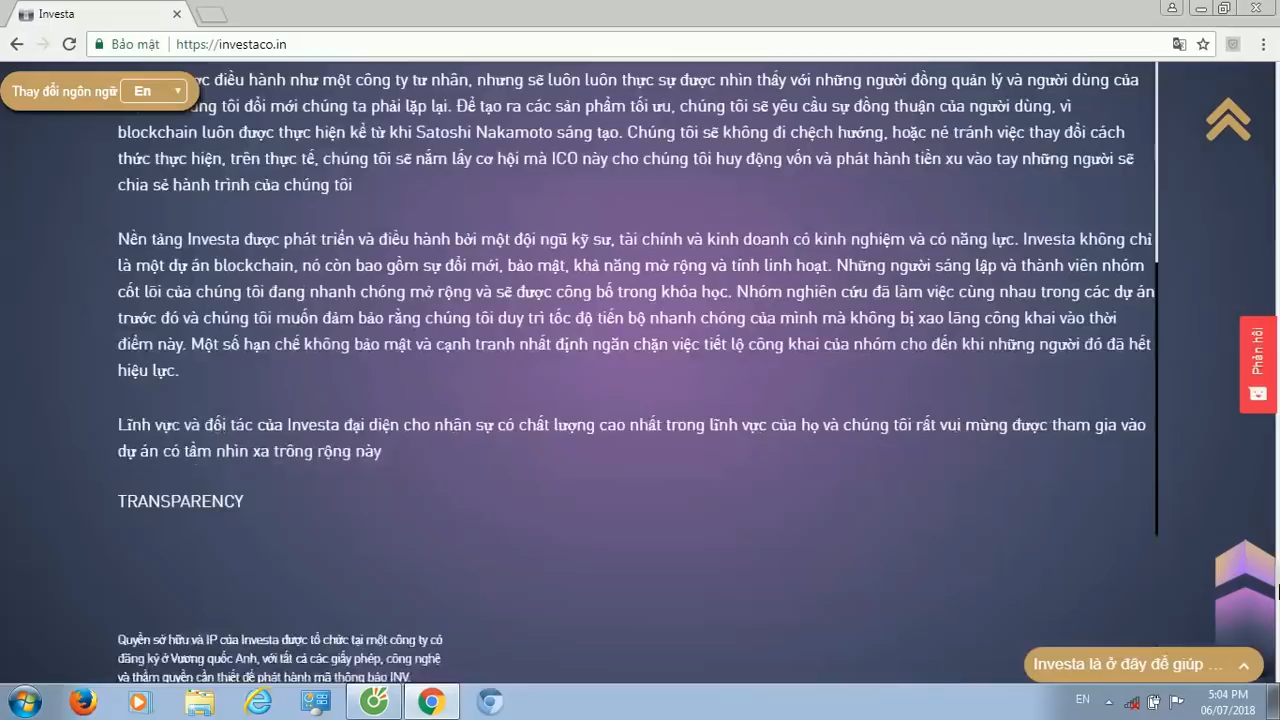 Investa
Bảo mật
https://investaco.in
Thay đổi ngôn ngữ
En
điều hành như một công ty tư nhân, nhưng sẽ luôn luôn thực sự được nhìn thấy với những người đồng quản lý và người dùng của
tôi đổi mới chúng ta phải lặp lại. Để tạo ra các sản phẩm tối ưu, chúng tôi sẽ yêu cầu sự đồng thuận của người dùng, vì
blockchain luôn được thực hiện kể từ khi Satoshi Nakamoto sáng tạo. Chúng tôi sẽ không đi chệch hướng, hoặc né tránh việc thay đổi cách
thức thực hiện, trên thực tế, chúng tôi sẽ nắm lấy cơ hội mà ICO này cho chúng tôi huy động vốn và phát hành tiền xu vào tay những người sẽ
chia sẻ hành trình của chúng tôi
Nền tảng Investa được phát triển và điều hành bởi một đội ngũ kỹ sư, tài chính và kinh doanh có kinh nghiệm và có năng lực. Investa không chỉ
là một dự án blockchain, nó còn bao gồm sự đổi mới, bảo mật, khả năng mở rộng và tính linh hoạt. Những người sáng lập và thành viên nhóm
cốt lõi của chúng tôi đang nhanh chóng mở rộng và sẽ được công bố trong khóa học. Nhóm nghiên cứu đã làm việc cùng nhau trong các dự án
trước đó và chúng tôi muốn đảm bảo rằng chúng tôi duy trì tốc độ tiến bộ nhanh chóng của mình mà không bị xao lãng công khai vào thời
điểm này. Một số hạn chế không bảo mật và cạnh tranh nhất định ngăn chặn việc tiết lộ công khai của nhóm cho đến khi những người đó đã hết
hiệu lực.
Phản hồi
Lĩnh vực và đối tác của Investa đại diện cho nhân sự có chất lượng cao nhất trong lĩnh vực của họ và chúng tôi rất vui mừng được tham gia vào
dự án có tầm nhìn xa trông rộng này
TRANSPARENCY
Quyền sở hữu và IP của Investa được tổ chức tại một công ty có
đăng ký ở Vương quốc Anh, với tất cả các giấy phép, công nghệ
và thẩm quyền cần thiết để phát hành mã thông báo INV.
Investa là ở đây để giúp ...
EN
5:04 PM
06/07/2018